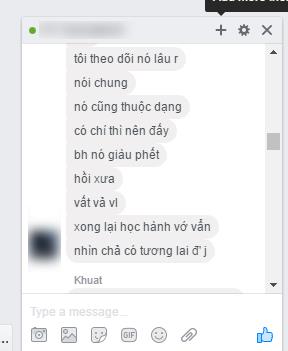 tôi theo dõi nó lâu r
nói chung
nó cũng thuộc dạng
có chí thì nên đấy
bh nó giàu phết
hồi xưa
vất vả vl
xong lại học hành vớ vẩn
nhìn chả có tương lai đ' j
Khuat
Type a message...
GIF